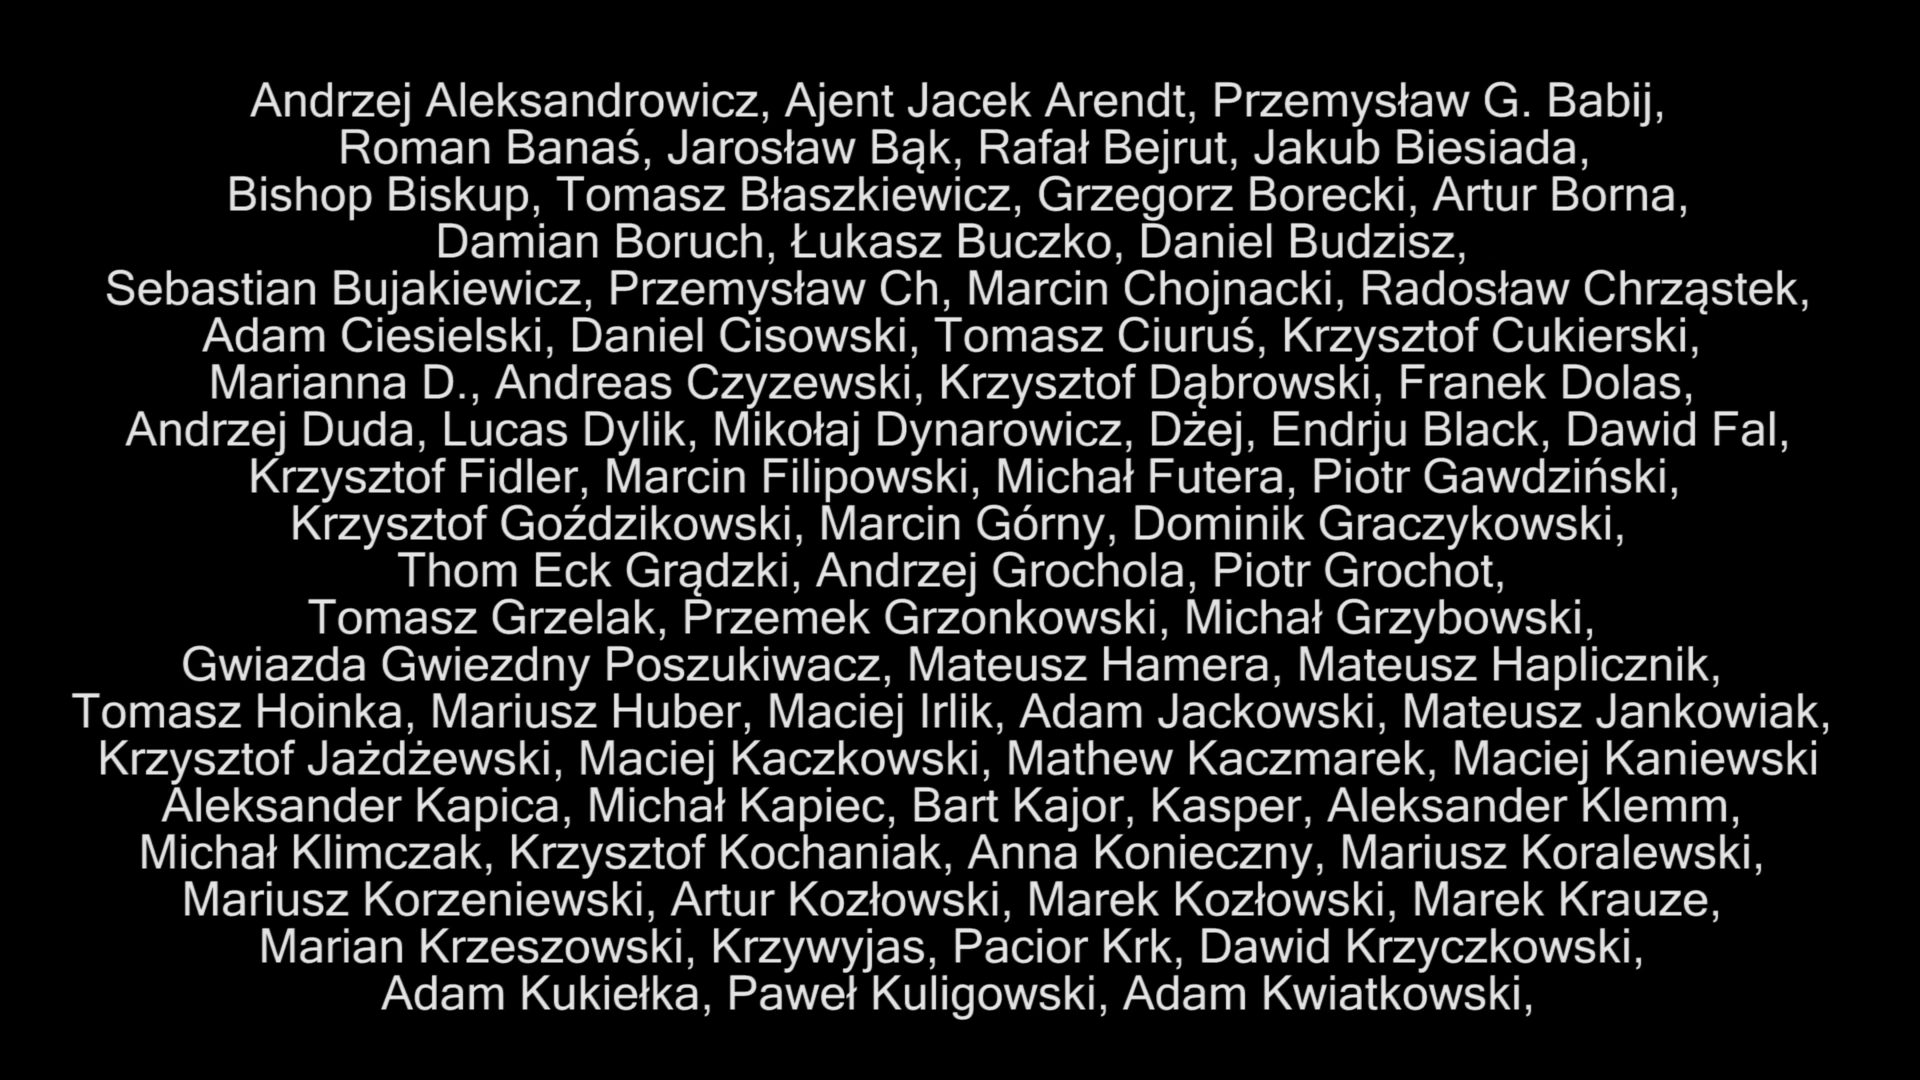 Andrzej Aleksandrowicz, Ajent Jacek Arendt, Przemysław G. Babij,
Roman Banaś, Jarosław Bąk, Rafał Bejrut, Jakub Biesiada,
Bishop Biskup, Tomasz Błaszkiewicz, Grzegorz Borecki, Artur Borna,
Damian Boruch, Łukasz Buczko, Daniel Budzisz,
Sebastian Bujakiewicz, Przemysław Ch, Marcin Chojnacki, Radosław Chrząstek,
Adam Ciesielski, Daniel Cisowski, Tomasz Ciuruś, Krzysztof Cukierski,
Marianna D., Andreas Czyzewski, Krzysztof Dąbrowski, Franek Dolas,
Andrzej Duda, Lucas Dylik, Mikołaj Dynarowicz, Dżej, Endrju Black, Dawid Fal,
Krzysztof Fidler, Marcin Filipowski, Michał Futera, Piotr Gawdziński,
Krzysztof Goździkowski, Marcin Górny, Dominik Graczykowski,
Thom Eck Grądzki, Andrzej Grochola, Piotr Grochot,
Tomasz Grzelak, Przemek Grzonkowski, Michał Grzybowski,
Gwiazda Gwiezdny Poszukiwacz, Mateusz Hamera, Mateusz Haplicznik,
Tomasz Hoinka, Mariusz Huber, Maciej Irlik, Adam Jackowski, Mateusz Jankowiak,
Krzysztof Jażdżewski, Maciej Kaczkowski, Mathew Kaczmarek, Maciej Kaniewski
Aleksander Kapica, Michał Kapiec, Bart Kajor, Kasper, Aleksander Klemm,
Michał Klimczak, Krzysztof Kochaniak, Anna Konieczny, Mariusz Koralewski,
Mariusz Korzeniewski, Artur Kozłowski, Marek Kozłowski, Marek Krauze,
Marian Krzeszowski, Krzywyjas, Pacior Krk, Dawid Krzyczkowski,
Adam Kukiełka, Paweł Kuligowski, Adam Kwiatkowski,